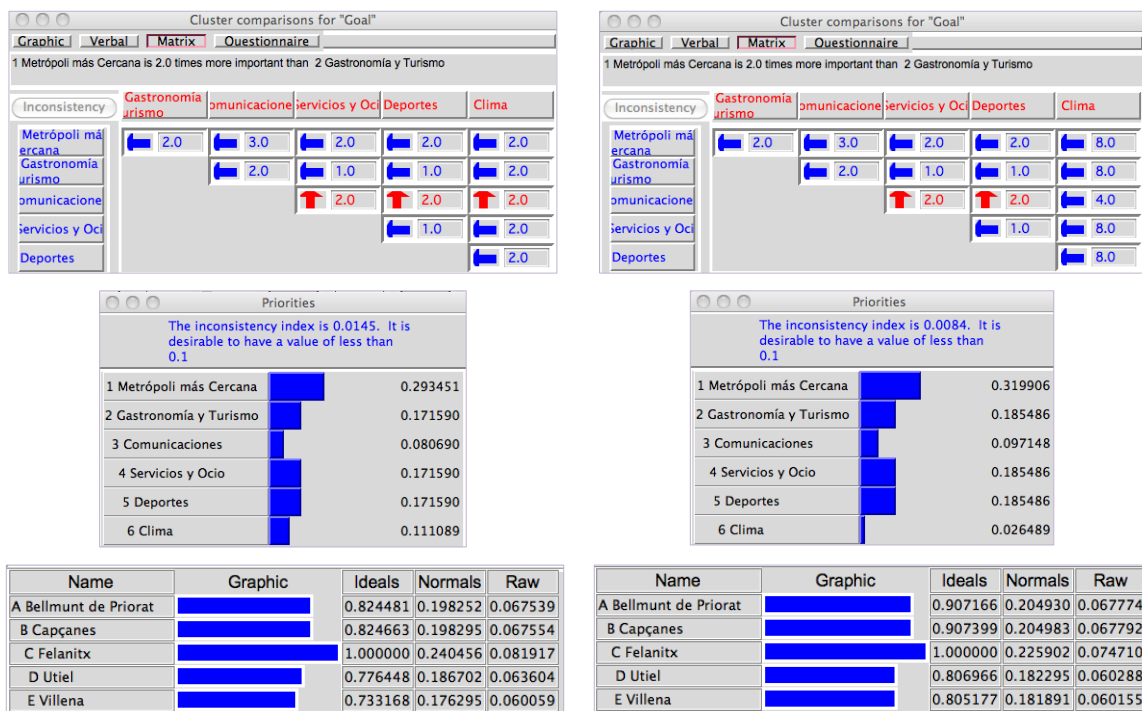 Cluster comparisons for "Goal"
Graphic Verbal Matrix Questionnaire
1 Metrópoli más Cercana is 2.0 times more important than 2 Gastronomía y Turismo
Inconsistency Gastronomía urismo omunicacione Servicios y Oci Deportes Clima
Metrópoli má ercana 2.0 3.0 2.0 2.0 2.0
Gastronomía urismo 2.0 1.0 1.0 2.0
omunicacione 2.0 2.0 2.0
Servicios y Oci 1.0 2.0
Deportes 2.0
Priorities
The inconsistency index is 0.0145. It is
desirable to have a value of less than
0.1
1 Metrópoli más Cercana 0.293451
2 Gastronomía y Turismo 0.171590
3 Comunicaciones 0.080690
4 Servicios y Ocio 0.171590
5 Deportes 0.171590
6 Clima 0.111089
Name Graphic Ideals Normals Raw
A Bellmunt de Priorat 0.824481 0.198252 0.067539
B Capçanes 0.824663 0.198295 0.067554
C Felanitx 1.000000 0.240456 0.081917
D Utiel 0.776448 0.186702 0.063604
E Villena 0.733168 0.176295 0.060059
Cluster comparisons for "Goal"
Graphic Verbal Matrix Questionnaire
1 Metrópoli más Cercana is 2.0 times more important than 2 Gastronomía y Turismo
Inconsistency Gastronomía urismo omunicacione Servicios y Oci Deportes Clima
Metrópoli má ercana 2.0 3.0 2.0 2.0 8.0
Gastronomía urismo 2.0 1.0 1.0 8.0
omunicacione 2.0 2.0 4.0
Servicios y Oci 1.0 8.0
Deportes 8.0
Priorities
The inconsistency index is 0.0084. It is
desirable to have a value of less than
0.1
1 Metrópoli más Cercana 0.319906
2 Gastronomía y Turismo 0.185486
3 Comunicaciones 0.097148
4 Servicios y Ocio 0.185486
5 Deportes 0.185486
6 Clima 0.026489
Name Graphic Ideals Normals Raw
A Bellmunt de Priorat 0.907166 0.204930 0.067774
B Capçanes 0.907399 0.204983 0.067792
C Felanitx 1.000000 0.225902 0.074710
D Utiel 0.806966 0.182295 0.060288
E Villena 0.805177 0.181891 0.060155